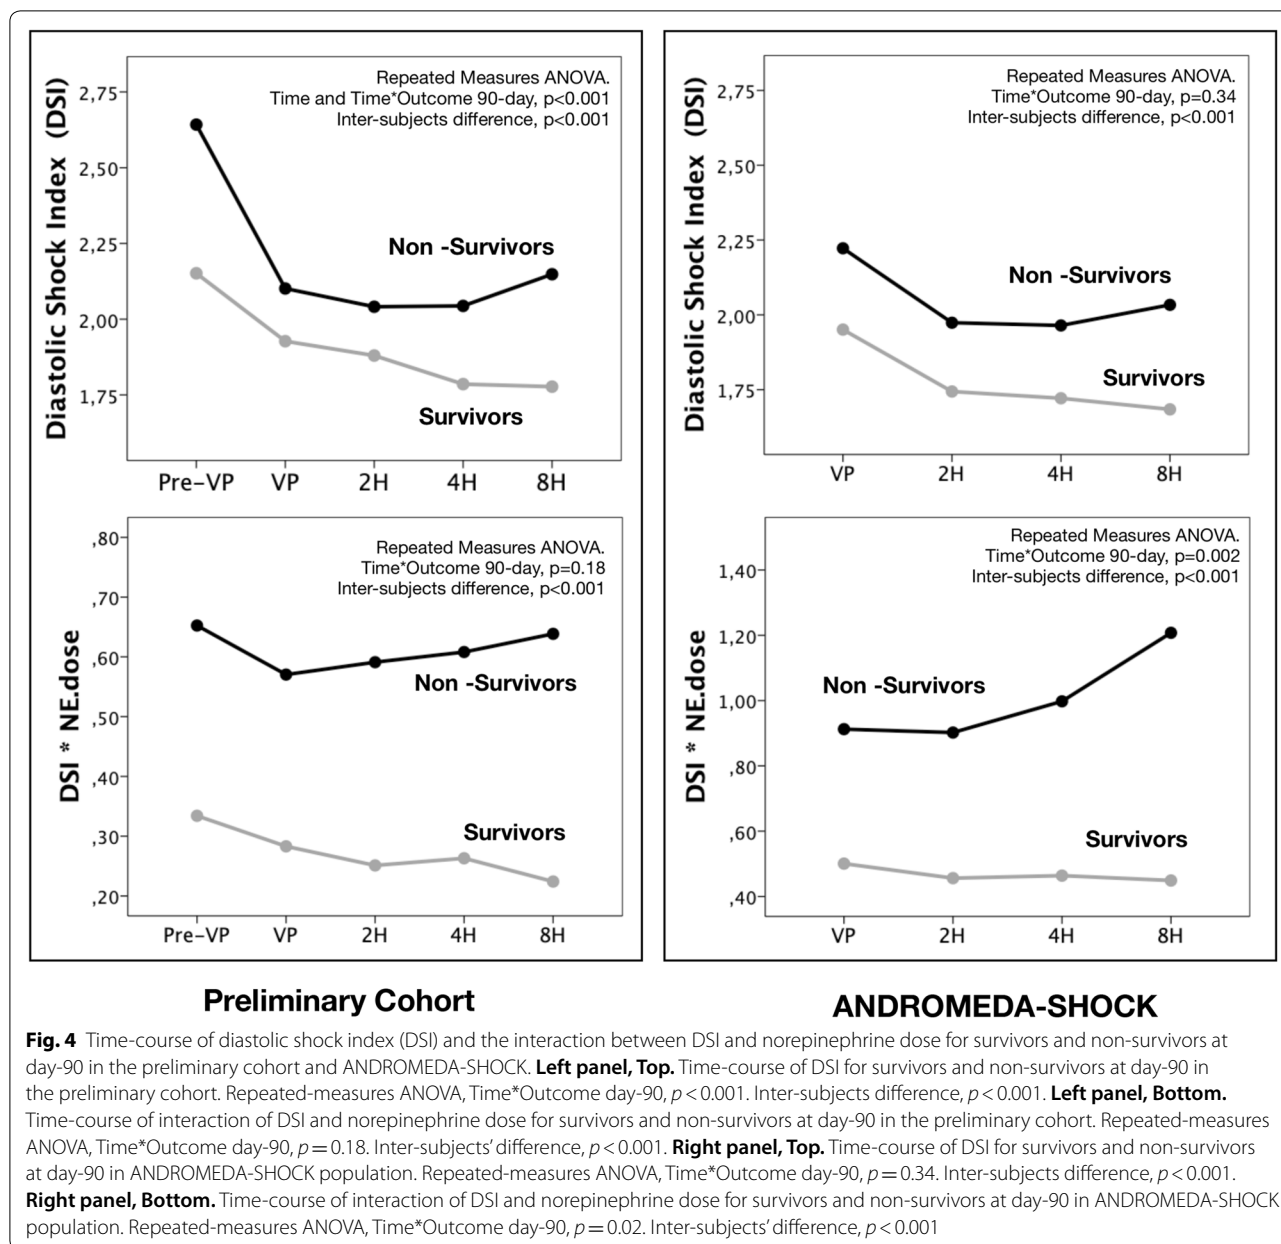 Diastolic Shock Index (DSI)
2,75
2,50
2,25
2,00
1,75
Repeated Measures ANOVA.
Time and Time*Outcome 90-day, p<0.001
Inter-subjects difference, p<0.001
Non -Survivors
Survivors
Pre-VP VP 2H 4H 8H
DSI * NE.dose
,80
,70
,60
,50
,40
,30
,20
Repeated Measures ANOVA.
Time*Outcome 90-day, p=0.18
Inter-subjects difference, p<0.001
Non -Survivors
Survivors
Pre-VP VP 2H 4H 8H
Preliminary Cohort
Diastolic Shock Index (DSI)
2,75
2,50
2,25
2,00
1,75
Repeated Measures ANOVA.
Time*Outcome 90-day, p=0.34
Inter-subjects difference, p<0.001
Non -Survivors
Survivors
VP 2H 4H 8H
DSI * NE.dose
1,40
1,20
1,00
,80
,60
,40
Repeated Measures ANOVA.
Time*Outcome 90-day, p=0.002
Inter-subjects difference, p<0.001
Non -Survivors
Survivors
VP 2H 4H 8H
ANDROMEDA-SHOCK
Fig. 4 Time-course of diastolic shock index (DSI) and the interaction between DSI and norepinephrine dose for survivors and non-survivors at
day-90 in the preliminary cohort and ANDROMEDA-SHOCK. Left panel, Top. Time-course of DSI for survivors and non-survivors at day-90 in
the preliminary cohort. Repeated-measures ANOVA, Time*Outcome day-90, p < 0.001. Inter-subjects difference, p < 0.001. Left panel, Bottom.
Time-course of interaction of DSI and norepinephrine dose for survivors and non-survivors at day-90 in the preliminary cohort. Repeated-measures
ANOVA, Time*Outcome day-90, p = 0.18. Inter-subjects' difference, p < 0.001. Right panel, Top. Time-course of DSI for survivors and non-survivors
at day-90 in ANDROMEDA-SHOCK population. Repeated-measures ANOVA, Time*Outcome day-90, p = 0.34. Inter-subjects difference, p < 0.001.
Right panel, Bottom. Time-course of interaction of DSI and norepinephrine dose for survivors and non-survivors at day-90 in ANDROMEDA-SHOCK
population. Repeated-measures ANOVA, Time*Outcome day-90, p = 0.02. Inter-subjects' difference, p < 0.001